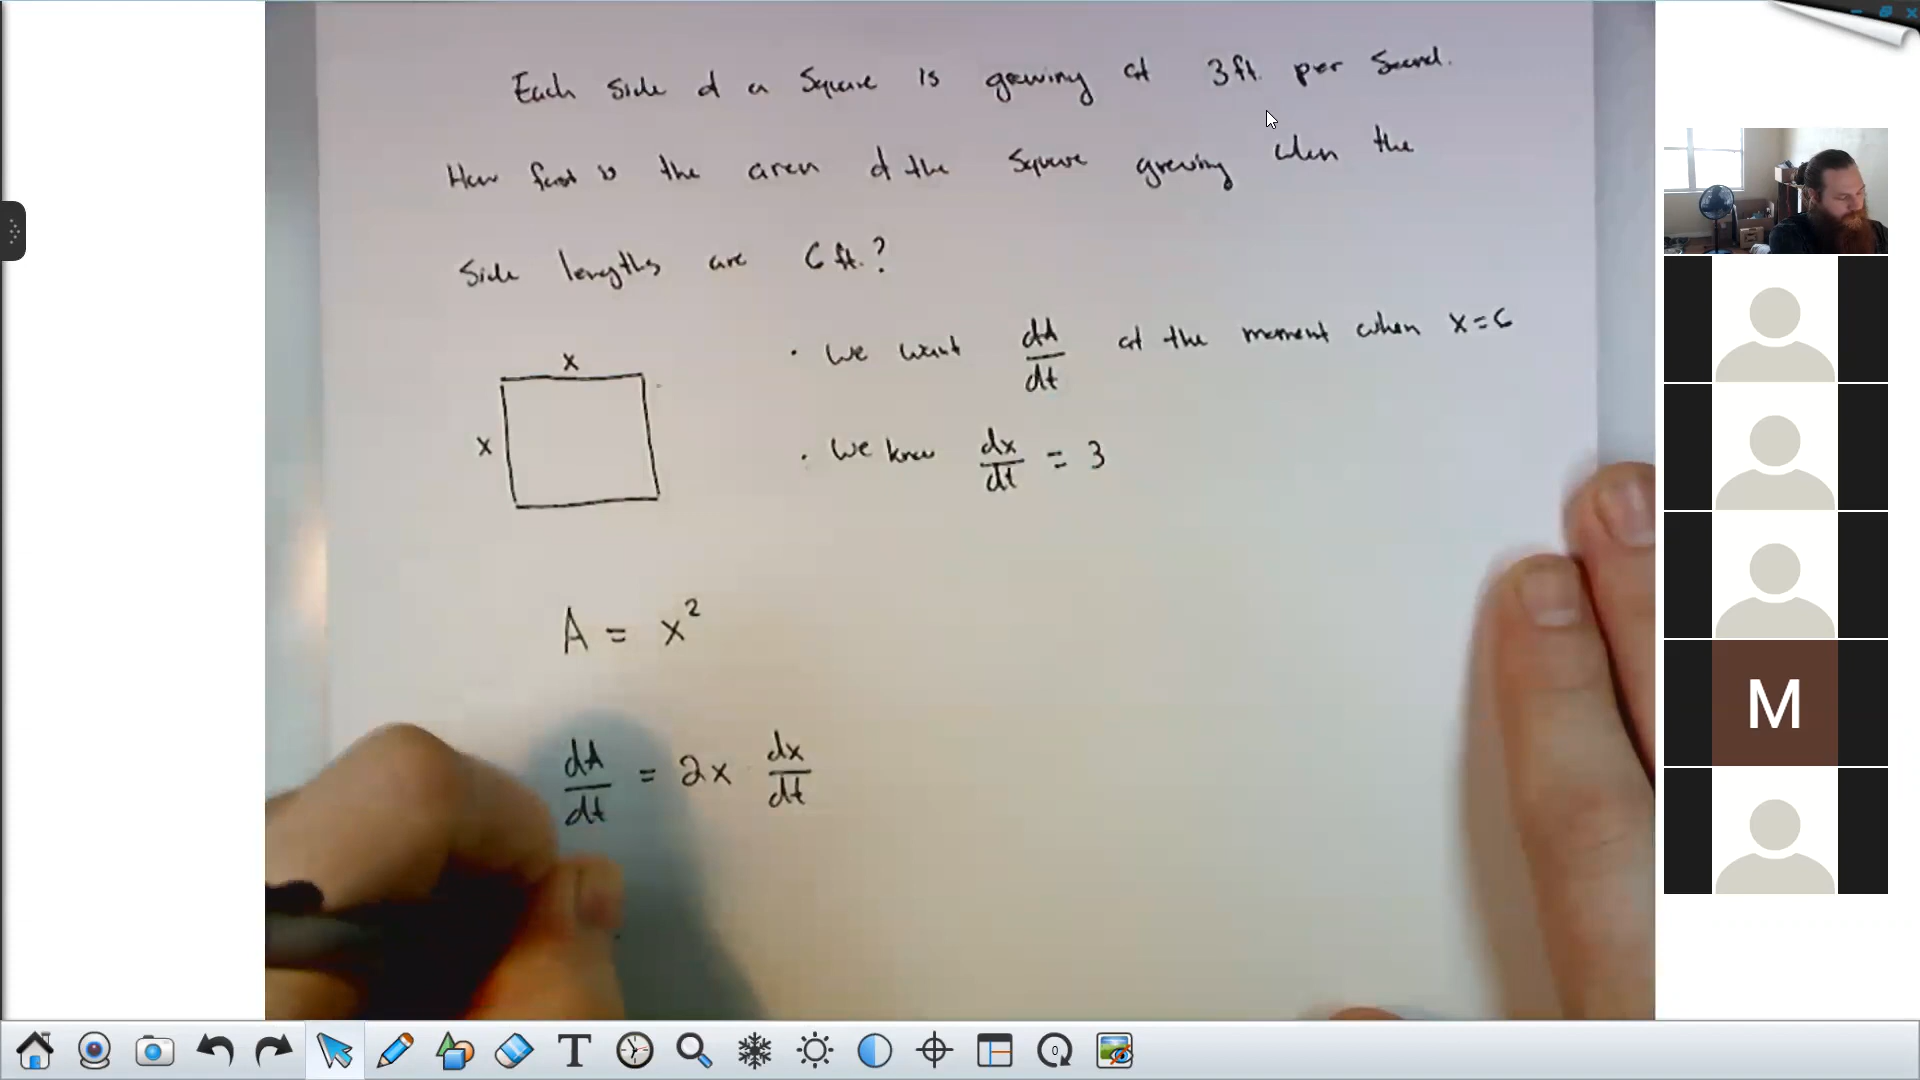 Each side of a square is growing at 3 ft. per second.
How fast is the area of the square growing when the
side lengths are 6 ft.?
x
x
• We want dA/dt at the moment when x=6
• We know dx/dt = 3
A = x²
dA/dt = 2x dx/dt
M
T
0